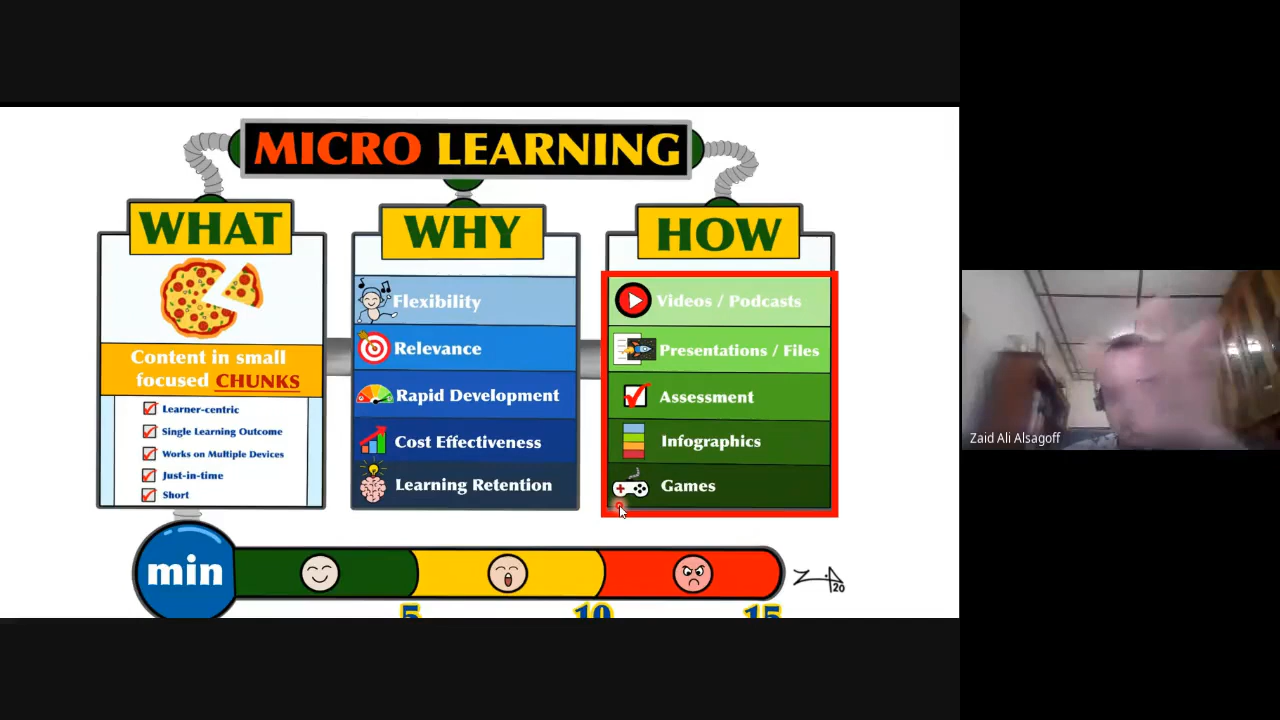 MICRO LEARNING
WHAT
Content in small
focused CHUNKS
Learner-centric
Single Learning Outcome
Works on Multiple Devices
Just-in-time
Short
WHY
Flexibility
Relevance
Rapid Development
Cost Effectiveness
Learning Retention
HOW
Videos / Podcasts
Presentations / Files
Assessment
Infographics
Games
min
5
10
15
20
Zaid Ali Alsagoff